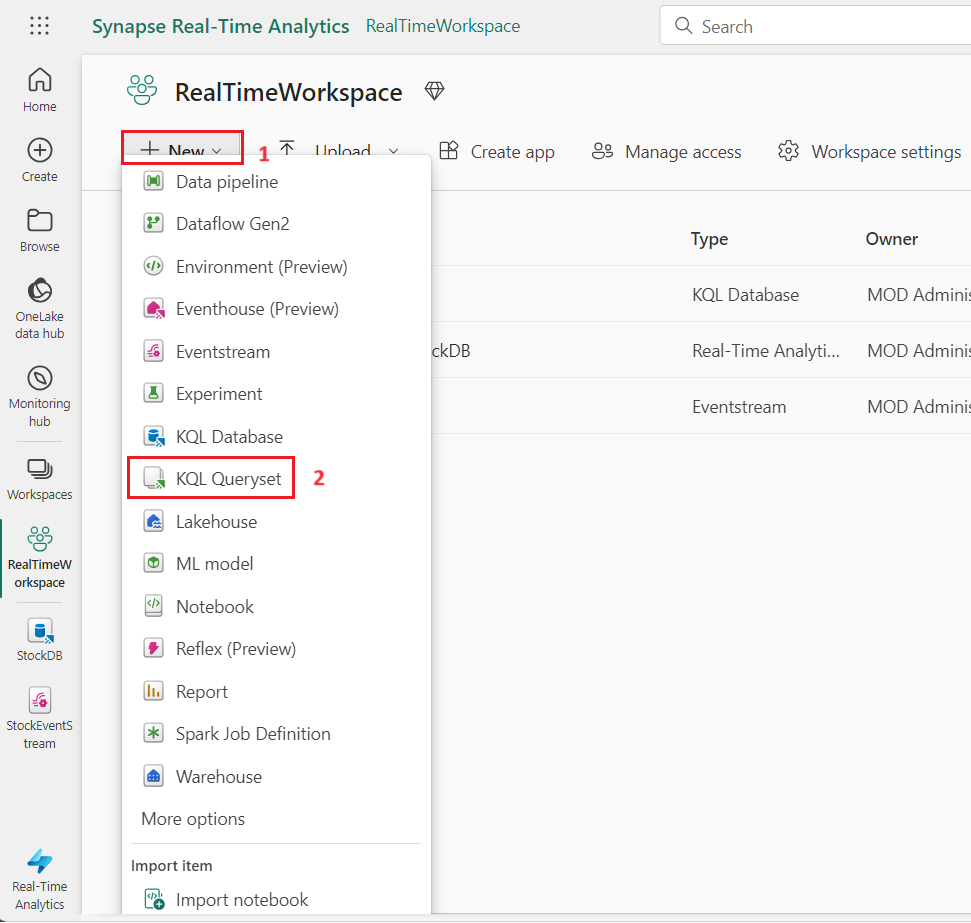 Synapse Real-Time Analytics RealTimeWorkspace Search
RealTimeWorkspace
New 1 Upload Create app Manage access Workspace settings
Home
Create
Browse
OneLake
data hub
Monitoring
hub
Workspaces
RealTimeW
orkspace
StockDB
StockEventS
tream
Real-Time
Analytics
Data pipeline
Dataflow Gen2
Environment (Preview)
Eventhouse (Preview)
Eventstream
Experiment
KQL Database
KQL Queryset 2
Lakehouse
ML model
Notebook
Reflex (Preview)
Report
Spark Job Definition
Warehouse
More options
Import item
Import notebook
Type Owner
KQL Database MOD Adminis
ckDB Real-Time Analyti... MOD Adminis
Eventstream MOD Adminis